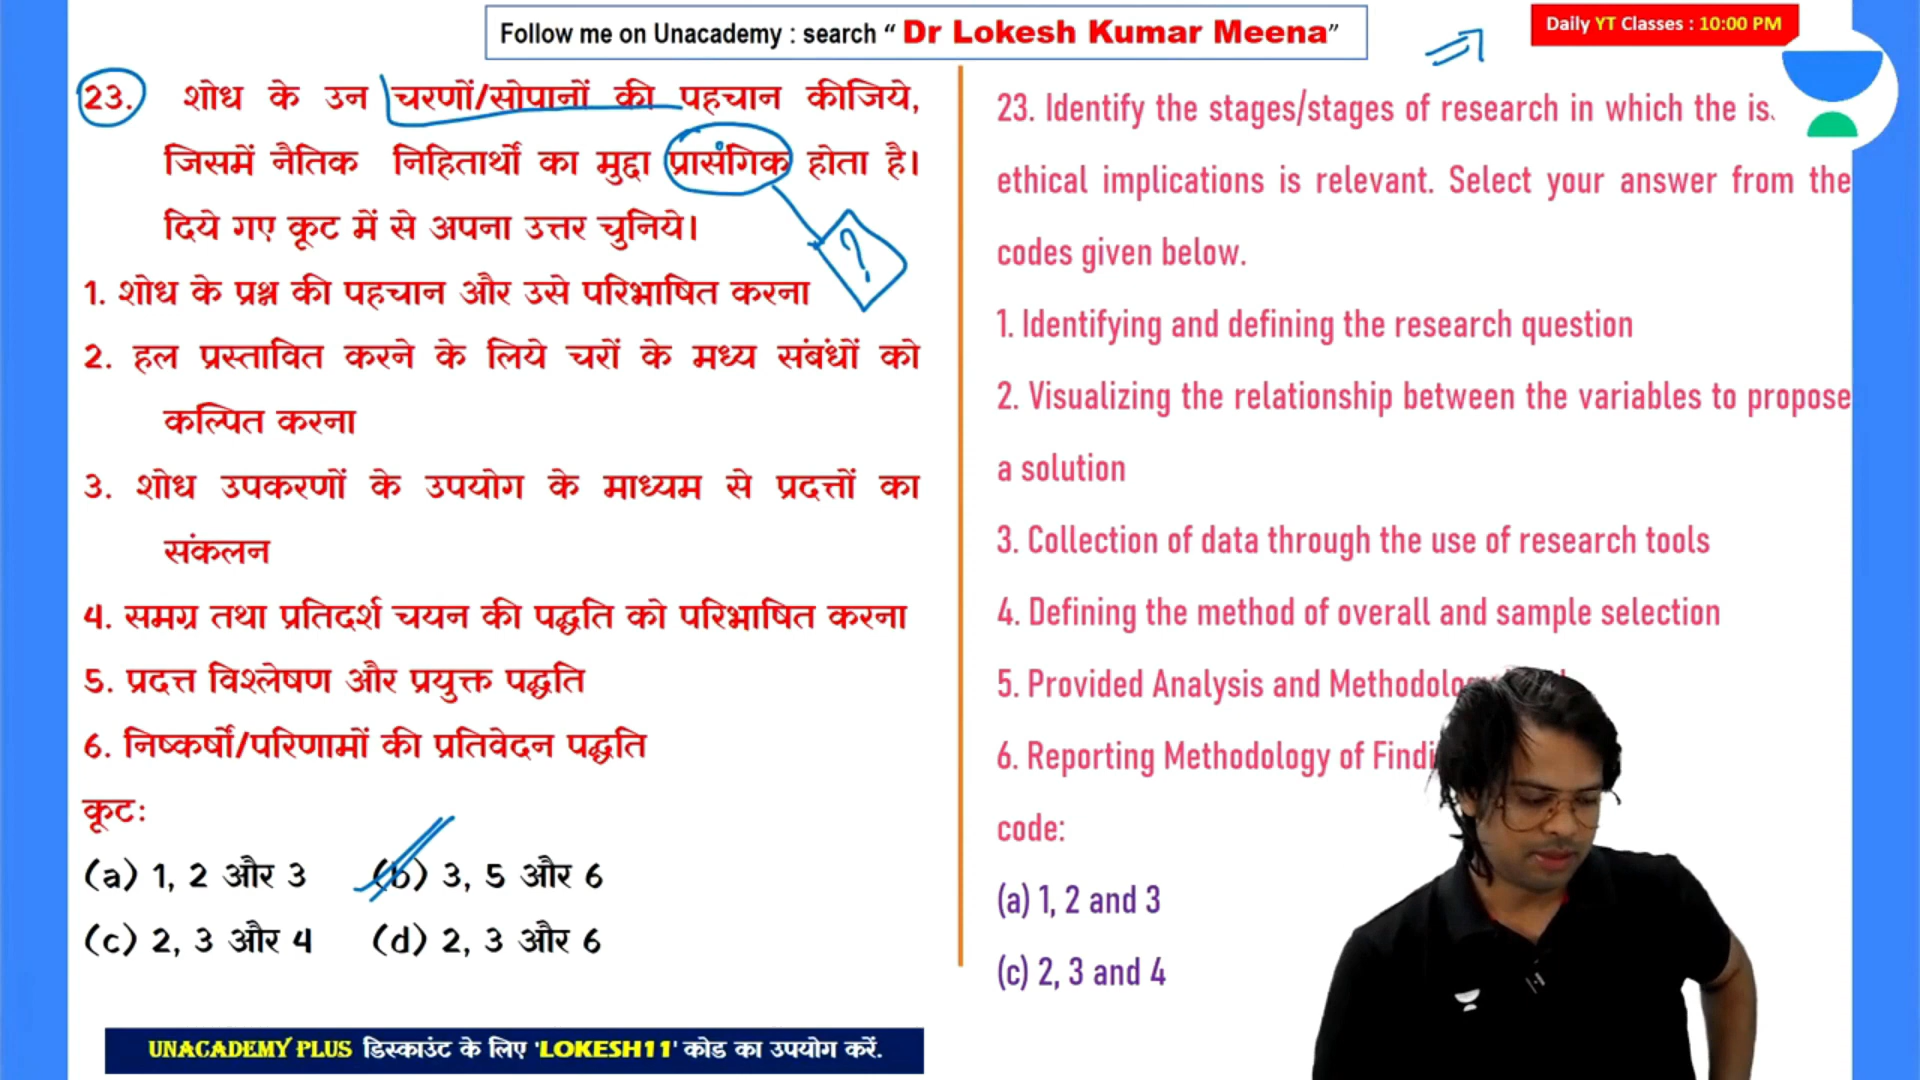 Follow me on Unacademy : search “ Dr Lokesh Kumar Meena”
Daily YT Classes : 10:00 PM
23. शोध के उन चरणों/सोपानों की पहचान कीजिये,
जिसमें नैतिक निहितार्थों का मुद्दा प्रासंगिक होता है।
दिये गए कूट में से अपना उत्तर चुनिये।
?
1. शोध के प्रश्न की पहचान और उसे परिभाषित करना
2. हल प्रस्तावित करने के लिये चरों के मध्य संबंधों को
कल्पित करना
3. शोध उपकरणों के उपयोग के माध्यम से प्रदत्तों का
संकलन
4. समग्र तथा प्रतिदर्श चयन की पद्धति को परिभाषित करना
5. प्रदत्त विश्लेषण और प्रयुक्त पद्धति
6. निष्कर्षों/परिणामों की प्रतिवेदन पद्धति
कूटः
(a) 1, 2 और 3 (b) 3, 5 और 6
(c) 2, 3 और 4 (d) 2, 3 और 6
23. Identify the stages/stages of research in which the
ethical implications is relevant. Select your answer from the
codes given below.
1. Identifying and defining the research question
2. Visualizing the relationship between the variables to propose
a solution
3. Collection of data through the use of research tools
4. Defining the method of overall and sample selection
5. Provided Analysis and
6. Reporting Methodology of
code:
(a) 1, 2 and 3
(c) 2, 3 and 4
UNACADEMY PLUS डिस्काउंट के लिए 'LOKESH11' कोड का उपयोग करें.